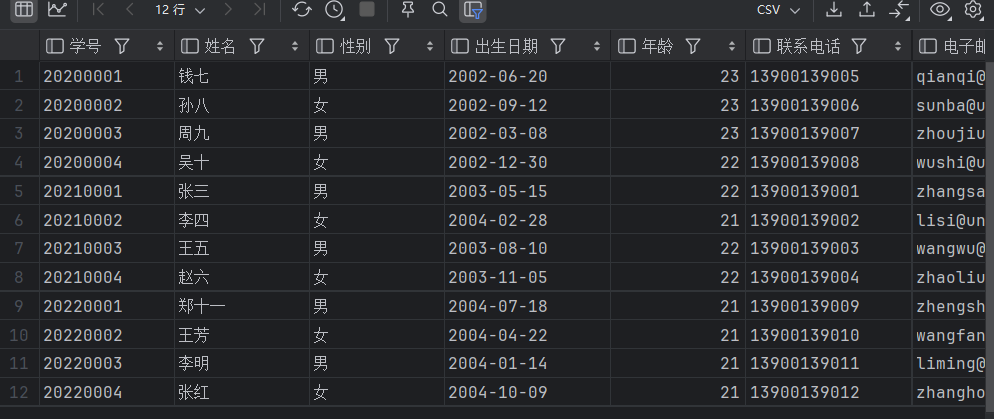 12 行 CSV
学号 姓名 性别 出生日期 年龄 联系电话 电子邮
1 20200001 钱七 男 2002-06-20 23 13900139005 qianqi@
2 20200002 孙八 女 2002-09-12 23 13900139006 sunba@u
3 20200003 周九 男 2002-03-08 23 13900139007 zhoujiu
4 20200004 吴十 女 2002-12-30 22 13900139008 wushi@u
5 20210001 张三 男 2003-05-15 22 13900139001 zhangsa
6 20210002 李四 女 2004-02-28 21 13900139002 lisi@un
7 20210003 王五 男 2003-08-10 22 13900139003 wangwu@
8 20210004 赵六 女 2003-11-05 22 13900139004 zhaoliu
9 20220001 郑十一 男 2004-07-18 21 13900139009 zhengsh
10 20220002 王芳 女 2004-04-22 21 13900139010 wangfan
11 20220003 李明 男 2004-01-14 21 13900139011 liming@
12 20220004 张红 女 2004-10-09 21 13900139012 zhangho